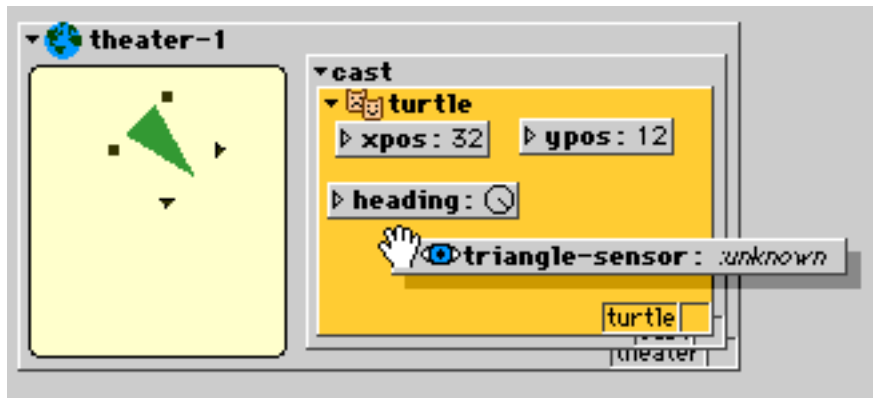 theater-1
cast
turtle
xpos: 32
ypos: 12
heading:
triangle-sensor: :unknown
turtle
theater